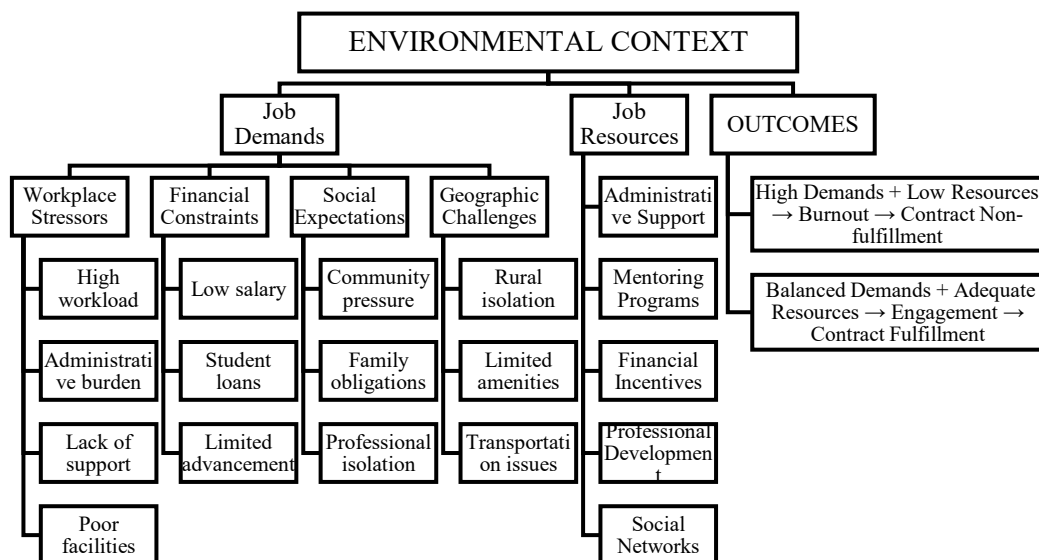 ENVIRONMENTAL CONTEXT
Job
Demands
Job
Resources
OUTCOMES
Workplace
Stressors
Financial
Constraints
Social
Expectations
Geographic
Challenges
High
workload
Administrati
ve burden
Lack of
support
Poor
facilities
Low salary
Student
loans
Limited
advancement
Community
pressure
Family
obligations
Professional
isolation
Rural
isolation
Limited
amenities
Transportati
on issues
Administrati
ve Support
Mentoring
Programs
Financial
Incentives
Professional
Developmen
t
Social
Networks
High Demands + Low Resources
→ Burnout → Contract Non-
fulfillment
Balanced Demands + Adequate
Resources → Engagement →
Contract Fulfillment